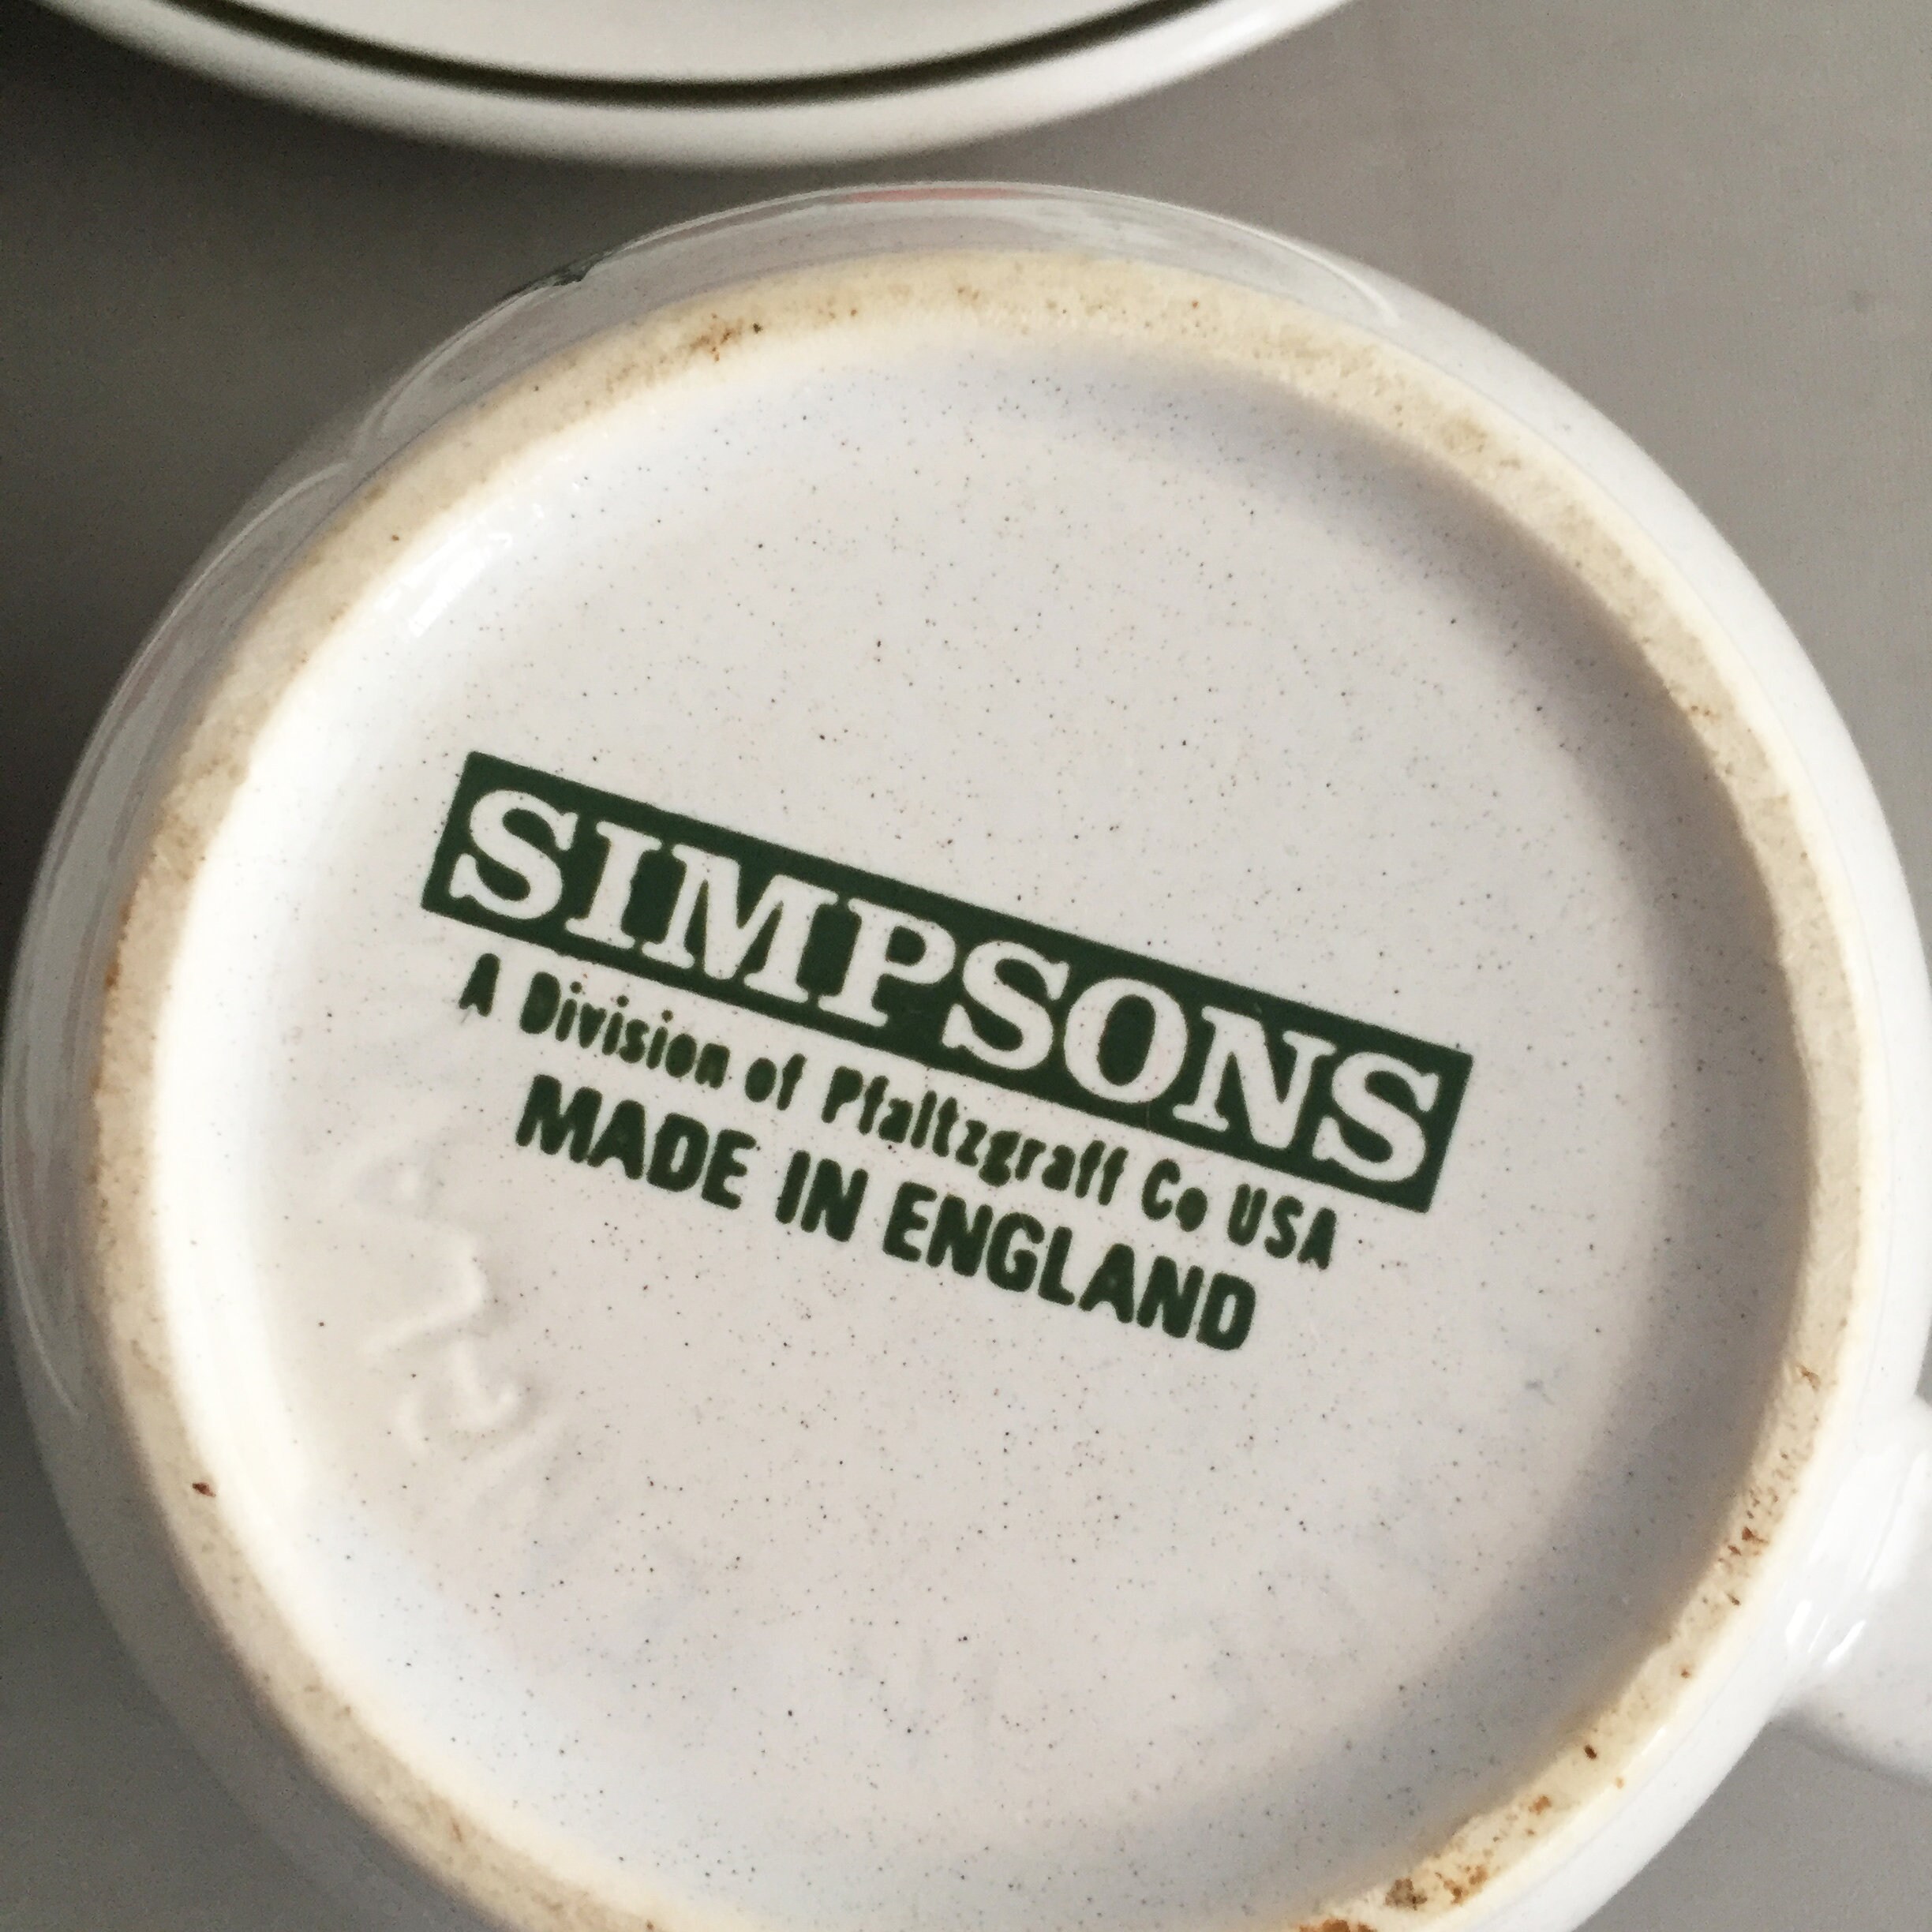 SIMPSONS
A Division of Pfaltzgraff Co USA
MADE IN ENGLAND